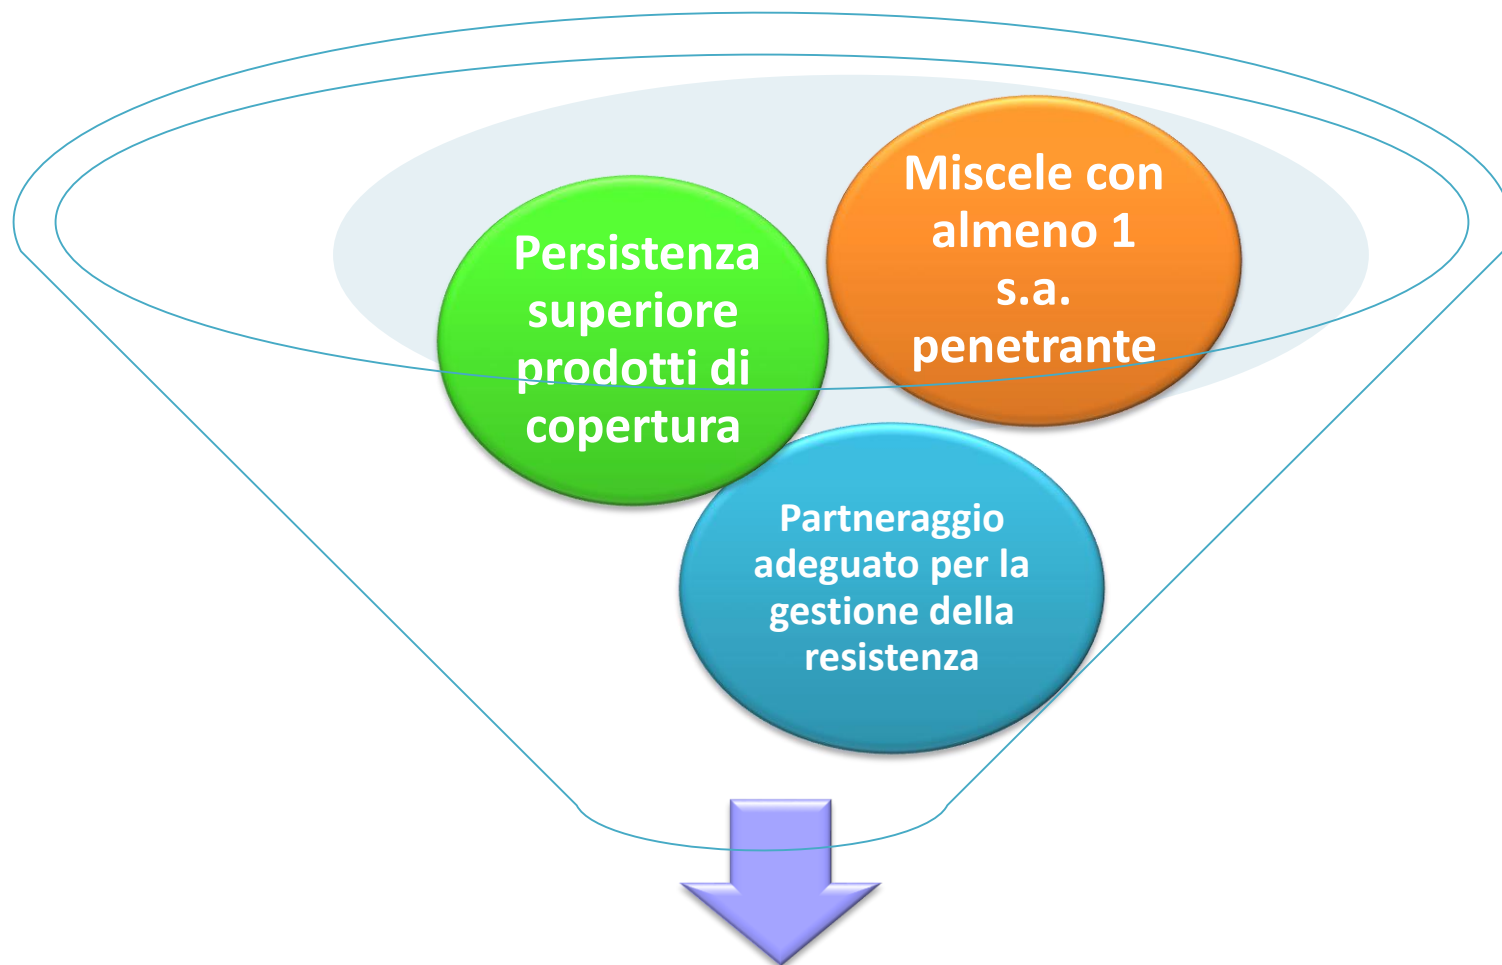 Persistenza
superiore
prodotti di
copertura
Miscele con
almeno 1
s.a.
penetrante
Partneraggio
adeguato per la
gestione della
resistenza